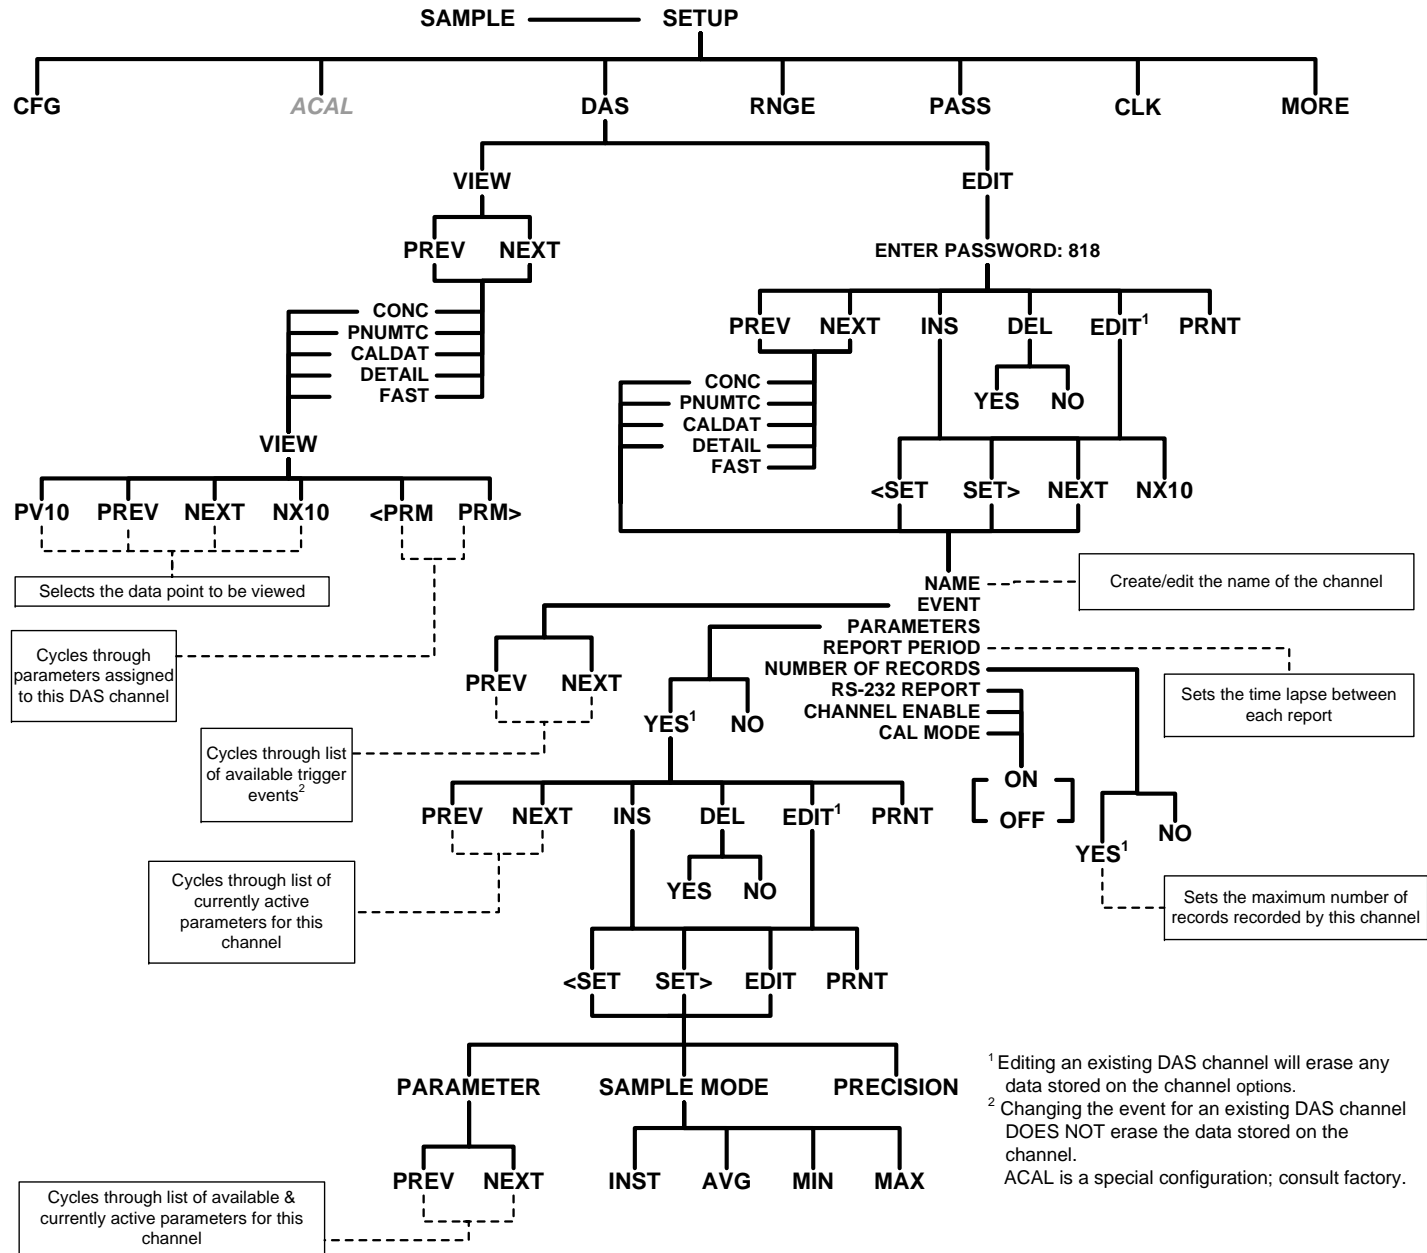 SAMPLE SETUP
CFG ACAL DAS RNGE PASS CLK MORE
VIEW EDIT
PREV NEXT
ENTER PASSWORD: 818
CONC
PNUMTC
CALDAT
DETAIL
FAST
VIEW
PV10 PREV NEXT NX10 <PRM PRM>
Selects the data point to be viewed
Cycles through
parameters assigned
to this DAS channel
PREV NEXT INS DEL EDIT¹ PRNT
YES NO
CONC
PNUMTC
CALDAT
DETAIL
FAST
<SET SET> NEXT NX10
NAME
EVENT
PARAMETERS
REPORT PERIOD
NUMBER OF RECORDS
RS-232 REPORT
CHANNEL ENABLE
CAL MODE
Create/edit the name of the channel
Sets the time lapse between
each report
PREV NEXT
Cycles through list
of available trigger
events²
YES¹ NO
ON
OFF
YES¹ NO
Sets the maximum number of
records recorded by this channel
PREV NEXT INS DEL EDIT¹ PRNT
Cycles through list of
currently active
parameters for this
channel
YES NO
<SET SET> EDIT PRNT
PARAMETER SAMPLE MODE PRECISION
PREV NEXT INST AVG MIN MAX
Cycles through list of available &
currently active parameters for this
channel
¹ Editing an existing DAS channel will erase any
data stored on the channel options.
² Changing the event for an existing DAS channel
DOES NOT erase the data stored on the
channel.
ACAL is a special configuration; consult factory.